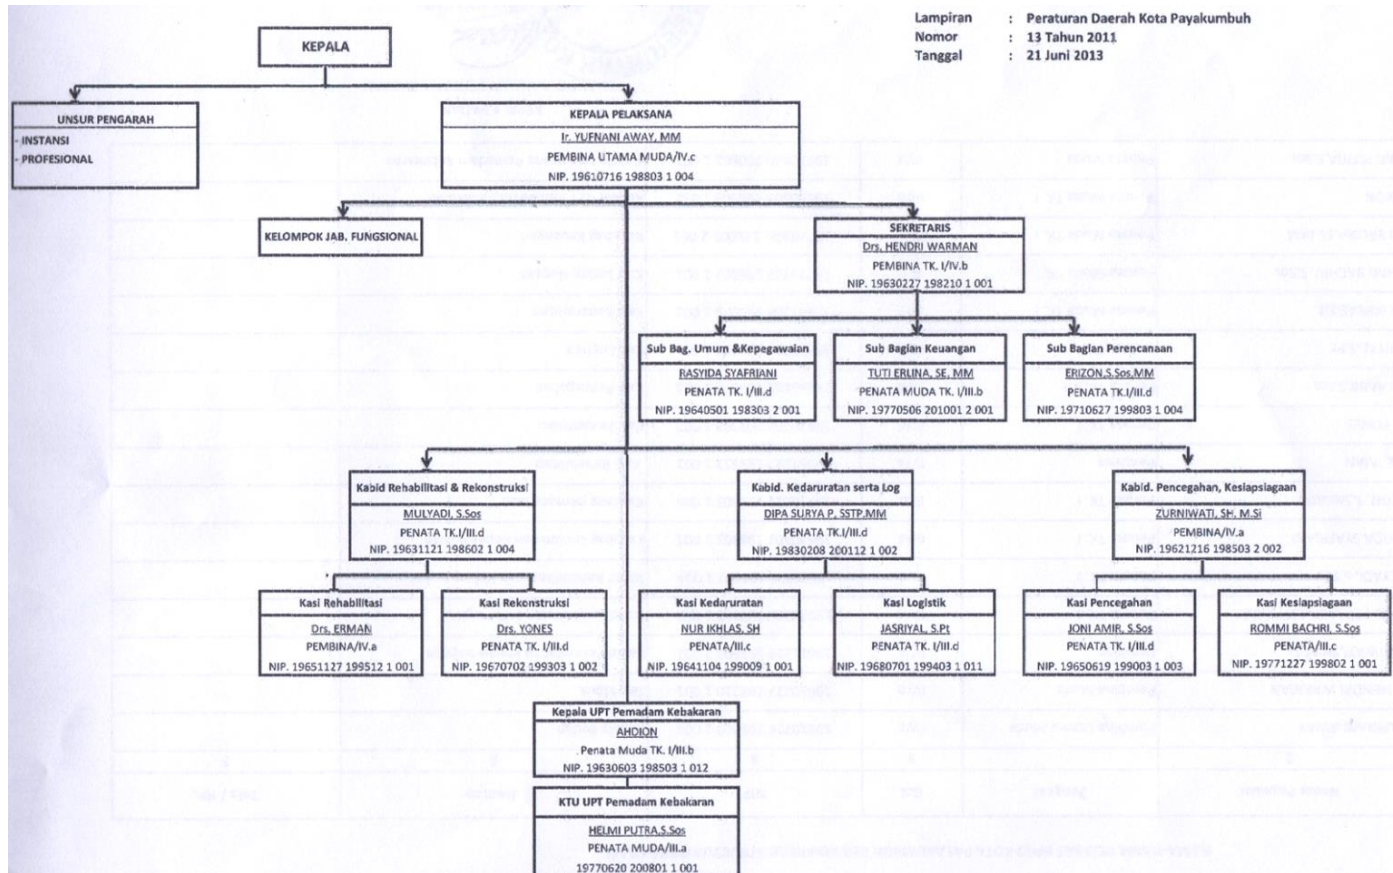 Lampiran : Peraturan Daerah Kota Payakumbuh
Nomor : 13 Tahun 2011
Tanggal : 21 Juni 2013
KEPALA
UNSUR PENGARAH
- INSTANSI
- PROFESIONAL
KEPALA PELAKSANA
Ir. YUFNANI AWAY, MM
PEMBINA UTAMA MUDA/IV.c
NIP. 19610716 198803 1 004
KELOMPOK JAB. FUNGSIONAL
SEKRETARIS
Drs. HENDRI WARMAN
PEMBINA TK. I/IV.b
NIP. 19630227 198210 1 001
Sub Bag. Umum &Kepegawaian
RASYIDA SYAFRIANI
PENATA TK. I/III.d
NIP. 19640501 198303 2 001
Sub Bagian Keuangan
TUTI ERLINA, SE, MM
PENATA MUDA TK. I/III.b
NIP. 19770506 201001 2 001
Sub Bagian Perencanaan
ERIZON,S.Sos,MM
PENATA TK.I/III.d
NIP. 19710627 199803 1 004
Kabid Rehabilitasi & Rekonstruksi
MULYADI, S.Sos
PENATA TK.I/III.d
NIP. 19631121 198602 1 004
Kabid. Kedaruratan serta Log
DIPA SURYA P, SSTP,MM
PENATA TK.I/III.d
NIP. 19830208 200112 1 002
Kabid. Pencegahan, Kesiapsiagaan
ZURNIWATI, SH, M.Si
PEMBINA/IV.a
NIP. 19621216 198503 2 002
Kasi Rehabilitasi
Drs. ERMAN
PEMBINA/IV.a
NIP. 19651127 199512 1 001
Kasi Rekonstruksi
Drs. YONES
PENATA TK. I/III.d
NIP. 19670702 199303 1 002
Kasi Kedaruratan
NUR IKHLAS, SH
PENATA/III.c
NIP. 19641104 199009 1 001
Kasi Logistik
JASRIYAL, S.Pt
PENATA TK. I/III.d
NIP. 19680701 199403 1 011
Kasi Pencegahan
JONI AMIR, S.Sos
PENATA TK. I/III.d
NIP. 19650619 199003 1 003
Kasi Kesiapsiagaan
ROMMI BACHRI, S.Sos
PENATA/III.c
NIP. 19771227 199802 1 001
Kepala UPT Pemadam Kebakaran
AHDION
Penata Muda TK. I/III.b
NIP. 19630603 198503 1 012
KTU UPT Pemadam Kebakaran
HELMI PUTRA,S.Sos
PENATA MUDA/III.a
19770620 200801 1 001